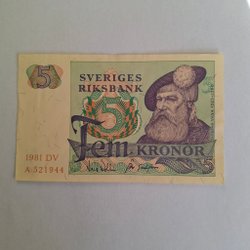 5
SVERIGES
RIKSBANK
5
Fem KRONOR
1981 DV
A 521944